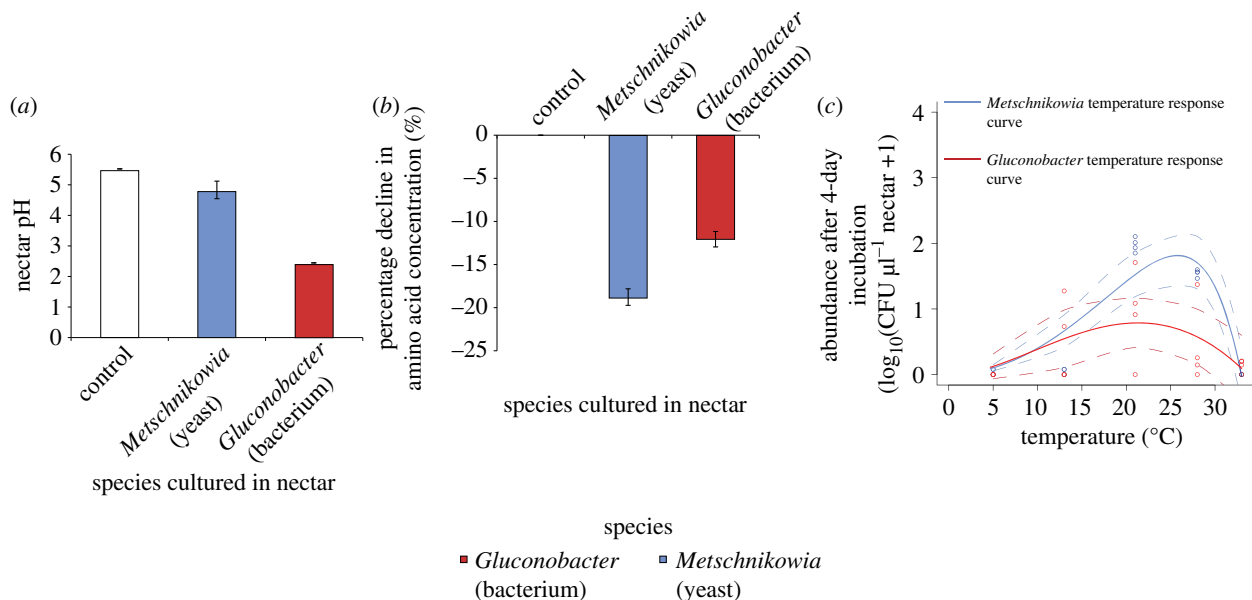 (a)
nectar pH
6
5
4
3
2
1
0
control
Metschnikowia
(yeast)
Gluconobacter
(bacterium)
species cultured in nectar
(b)
percentage decline in
amino acid concentration (%)
control
Metschnikowia
(yeast)
Gluconobacter
(bacterium)
0
−5
−10
−15
−20
−25
species cultured in nectar
(c)
abundance after 4-day
incubation
(log10(CFU µl−1 nectar +1)
4
3
2
1
0
Metschnikowia temperature response
curve
Gluconobacter temperature response
curve
0 5 10 15 20 25 30
temperature (°C)
species
Gluconobacter
(bacterium)
Metschnikowia
(yeast)